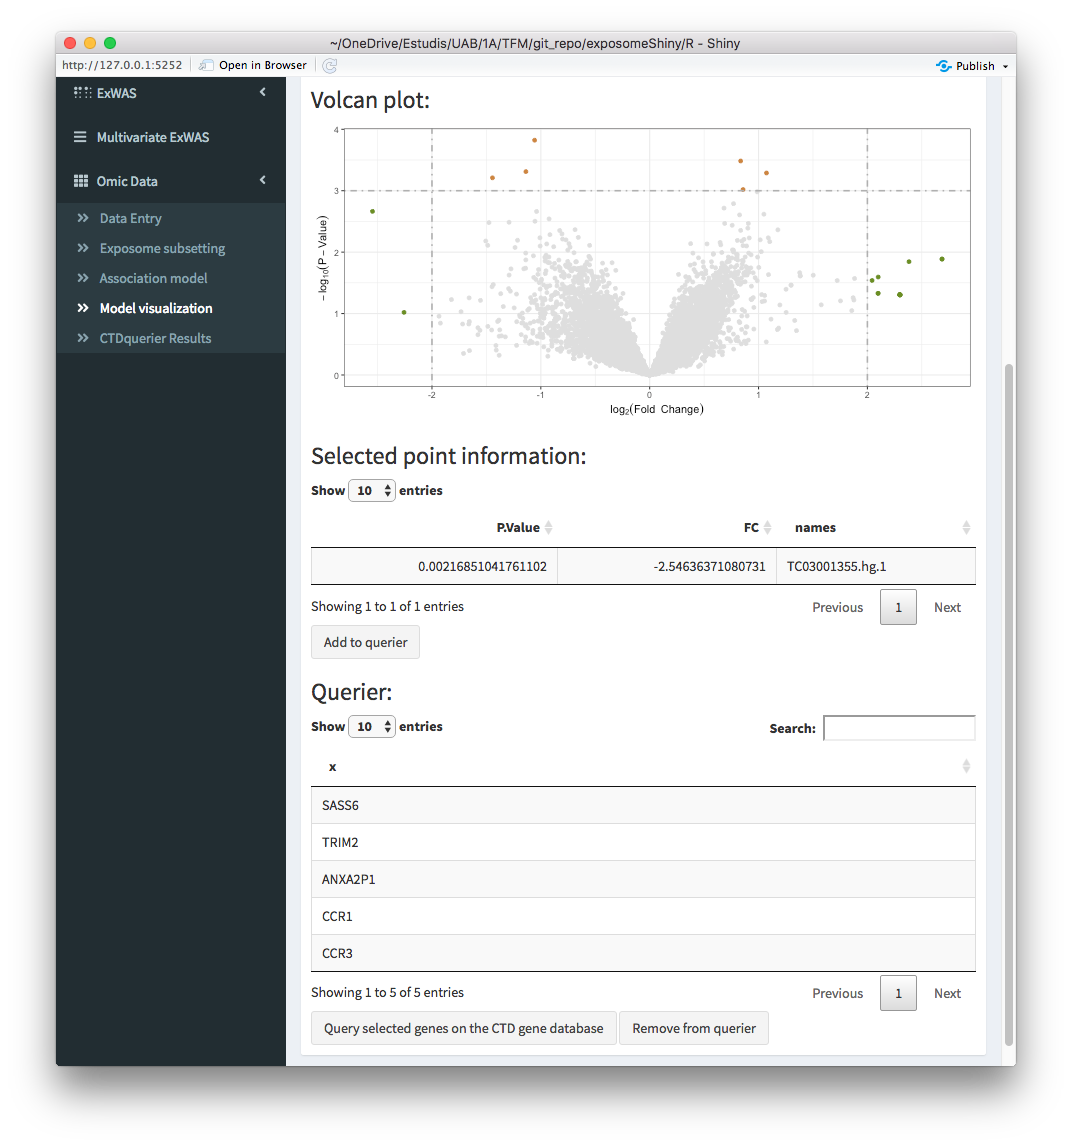 ~/OneDrive/Estudis/UAB/1A/TFM/git_repo/exposomeShiny/R - Shiny
http://127.0.0.1:5252 Open in Browser Publish
ExWAS
Multivariate ExWAS
Omic Data
Data Entry
Exposome subsetting
Association model
Model visualization
CTDquerier Results
Volcan plot:
4
3
2
1
0
−log10(P − Value)
-2 -1 0 1 2
log2(Fold Change)
Selected point information:
Show 10 entries
P.Value FC names
0.00216851041761102 -2.54636371080731 TC03001355.hg.1
Showing 1 to 1 of 1 entries Previous 1 Next
Add to querier
Querier:
Show 10 entries Search:
x
SASS6
TRIM2
ANXA2P1
CCR1
CCR3
Showing 1 to 5 of 5 entries Previous 1 Next
Query selected genes on the CTD gene database Remove from querier